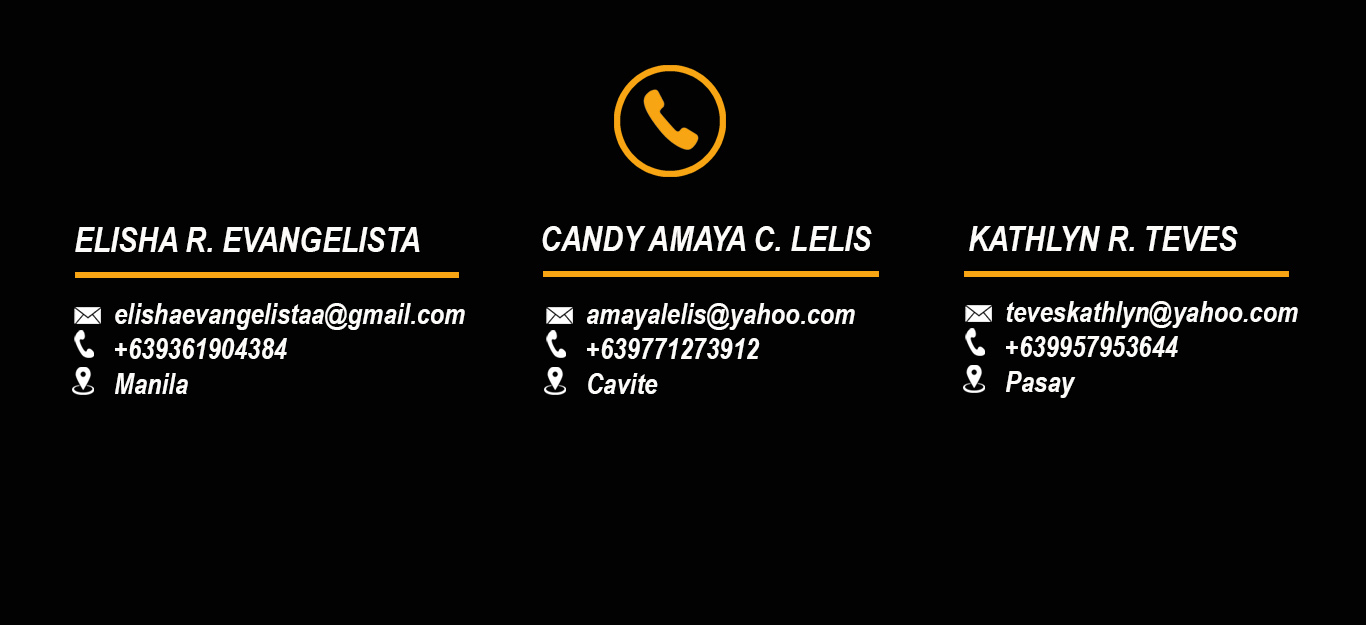 ELISHA R. EVANGELISTA
elishaevangelistaa@gmail.com
+639361904384
Manila
CANDY AMAYA C. LELIS
amayalelis@yahoo.com
+639771273912
Cavite
KATHLYN R. TEVES
teveskathlyn@yahoo.com
+639957953644
Pasay